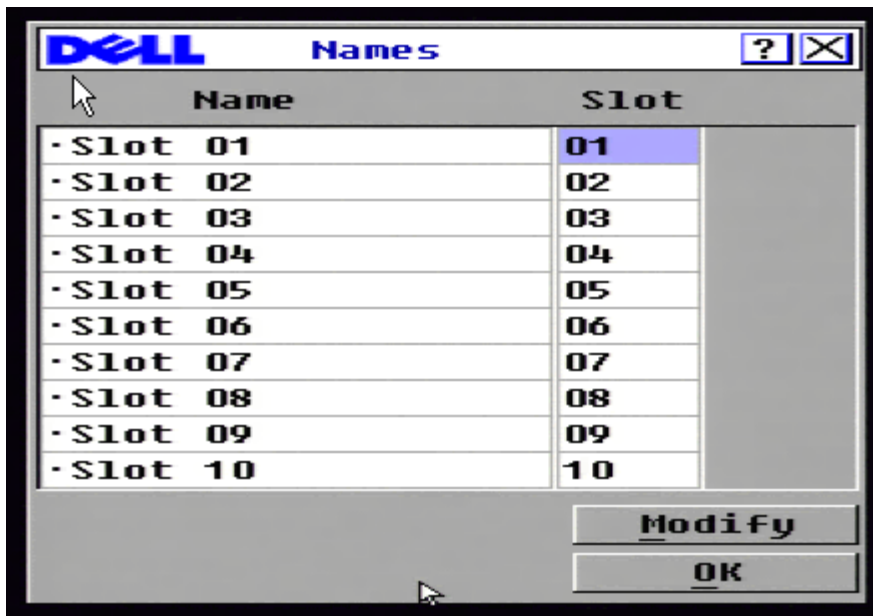 DELL Names ?
Name Slot
·Slot 01 01
·Slot 02 02
·Slot 03 03
·Slot 04 04
·Slot 05 05
·Slot 06 06
·Slot 07 07
·Slot 08 08
·Slot 09 09
·Slot 10 10
Modify
OK